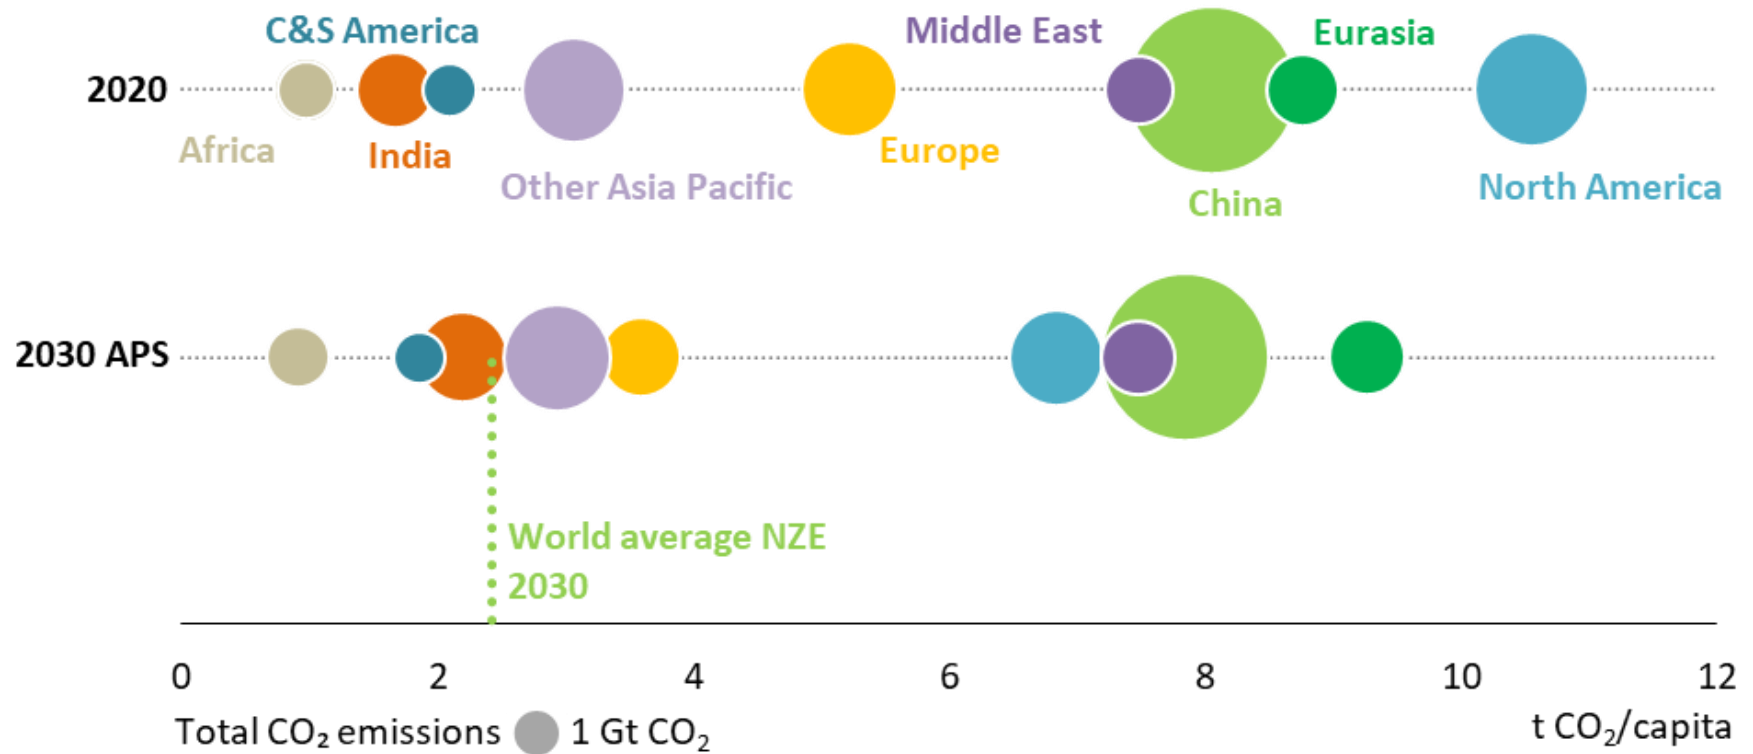 C&S America
Middle East
Eurasia
2020
Africa
India
Europe
Other Asia Pacific
China
North America
2030 APS
World average NZE
2030
0 2 4 6 8 10 12
Total CO₂ emissions 1 Gt CO₂
t CO₂/capita